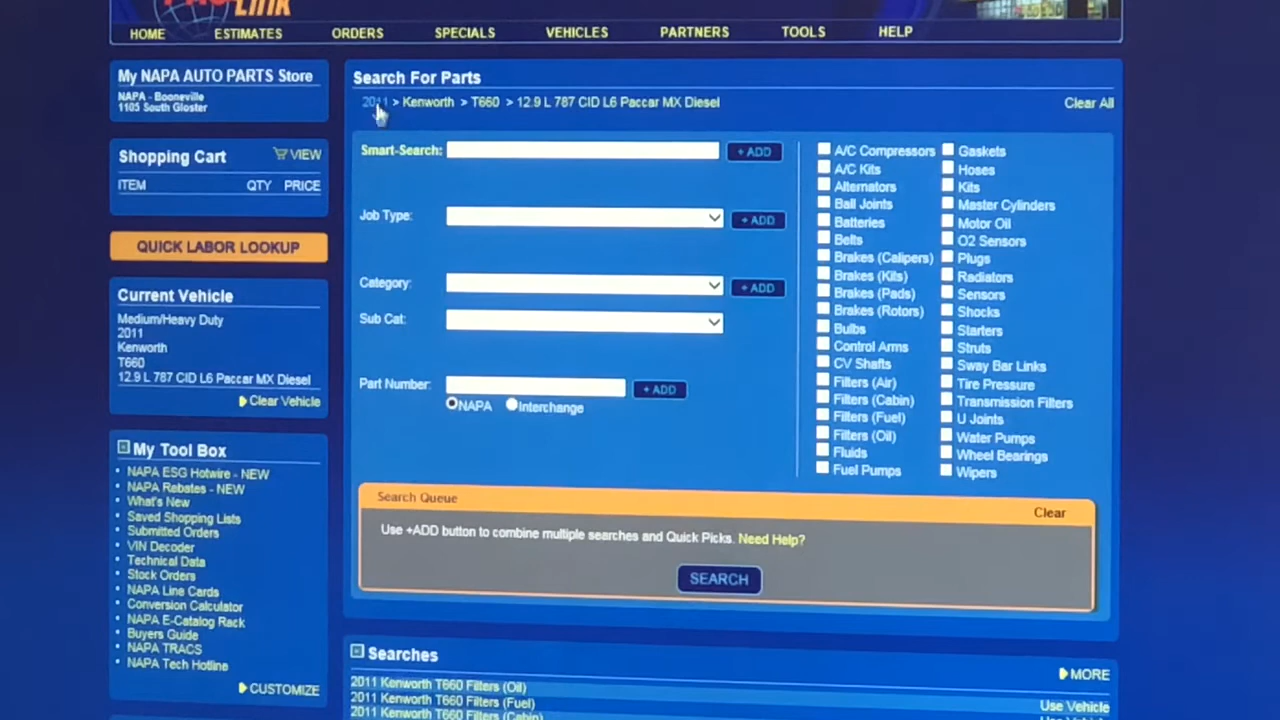 Link
HOME ESTIMATES ORDERS SPECIALS VEHICLES PARTNERS TOOLS HELP
My NAPA AUTO PARTS Store
NAPA - Booneville
1105 South Gloster
Shopping Cart VIEW
ITEM QTY PRICE
QUICK LABOR LOOKUP
Current Vehicle
Medium/Heavy Duty
2011
Kenworth
T660
12.9 L 787 CID L6 Paccar MX Diesel
Clear Vehicle
My Tool Box
NAPA ESG Hotwire - NEW
NAPA Rebates - NEW
What's New
Saved Shopping Lists
Submitted Orders
VIN Decoder
Technical Data
Stock Orders
NAPA Line Cards
Conversion Calculator
NAPA E-Catalog Rack
Buyers Guide
NAPA TRACS
NAPA Tech Hotline
CUSTOMIZE
Search For Parts
2011 > Kenworth > T660 > 12.9 L 787 CID L6 Paccar MX Diesel Clear All
Smart-Search: + ADD
Job Type: + ADD
Category: + ADD
Sub Cat:
Part Number: + ADD
NAPA Interchange
A/C Compressors
A/C Kits
Alternators
Ball Joints
Batteries
Belts
Brakes (Calipers)
Brakes (Kits)
Brakes (Pads)
Brakes (Rotors)
Bulbs
Control Arms
CV Shafts
Filters (Air)
Filters (Cabin)
Filters (Fuel)
Filters (Oil)
Fluids
Fuel Pumps
Gaskets
Hoses
Kits
Master Cylinders
Motor Oil
O2 Sensors
Plugs
Radiators
Sensors
Shocks
Starters
Struts
Sway Bar Links
Tire Pressure
Transmission Filters
U Joints
Water Pumps
Wheel Bearings
Wipers
Search Queue Clear
Use +ADD button to combine multiple searches and Quick Picks. Need Help?
SEARCH
Searches MORE
2011 Kenworth T660 Filters (Oil)
2011 Kenworth T660 Filters (Fuel) Use Vehicle
2011 Kenworth T660 Filters (Cabin)